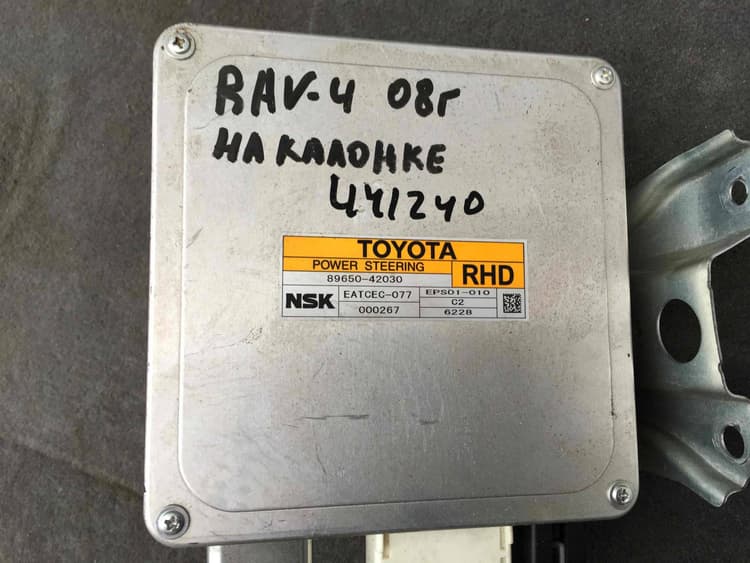 RAV-4 08г
НА КАЛОНКЕ
441240
TOYOTA
POWER STEERING
RHD
89650-42030
NSK
EATCEC-077
EPS01-010
C2
000267
6228